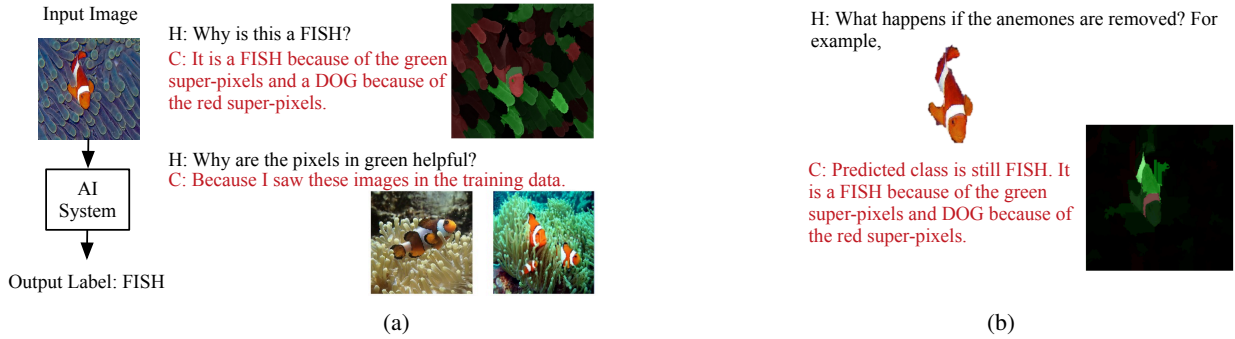 Input Image
H: Why is this a FISH?
C: It is a FISH because of the green
super-pixels and a DOG because of
the red super-pixels.
H: Why are the pixels in green helpful?
C: Because I saw these images in the training data.
AI
System
Output Label: FISH
(a)
H: What happens if the anemones are removed? For
example,
C: Predicted class is still FISH. It
is a FISH because of the green
super-pixels and DOG because of
the red super-pixels.
(b)